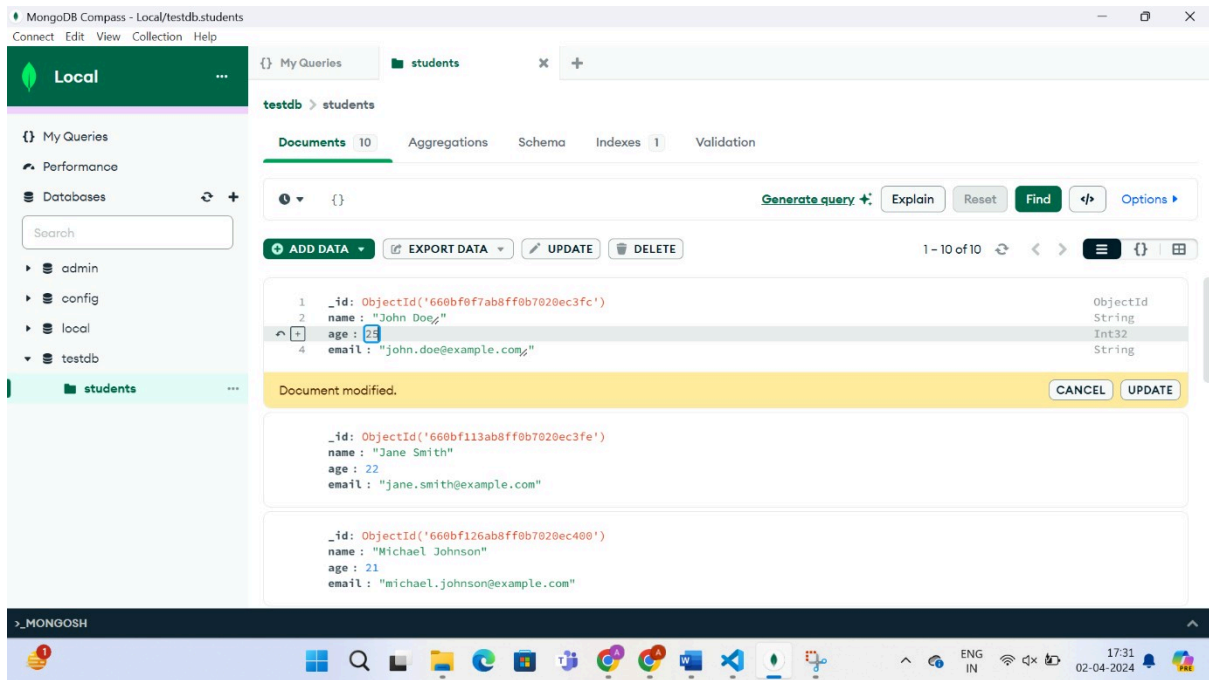 MongoDB Compass - Local/testdb.students
Connect Edit View Collection Help
Local
{} My Queries
students
testdb > students
{} My Queries
Performance
Databases
Search
admin
config
local
testdb
students
Documents 10 Aggregations Schema Indexes 1 Validation
{}
Generate query Explain Reset Find </> Options
ADD DATA EXPORT DATA UPDATE DELETE 1 – 10 of 10 {}
1 _id: ObjectId('660bf0f7ab8ff0b7020ec3fc') ObjectId
2 name : "John Doe" String
age : 25 Int32
4 email : "john.doe@example.com" String
Document modified. CANCEL UPDATE
_id: ObjectId('660bf113ab8ff0b7020ec3fe')
name : "Jane Smith"
age : 22
email : "jane.smith@example.com"
_id: ObjectId('660bf126ab8ff0b7020ec400')
name : "Michael Johnson"
age : 21
email : "michael.johnson@example.com"
>_MONGOSH
1
ENG
IN
17:31
02-04-2024
PRE